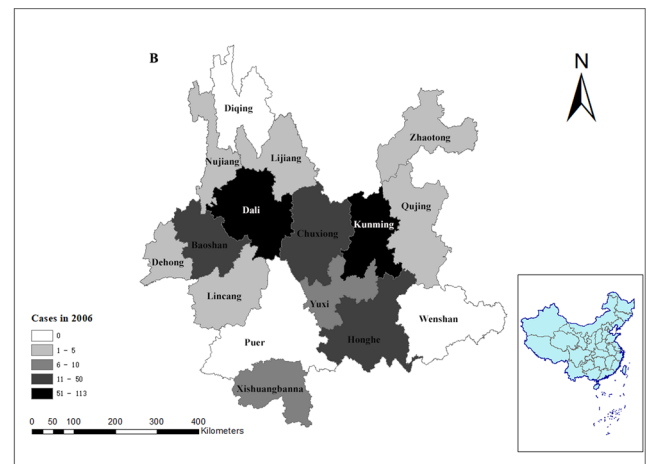 B
N
Diqing
Zhaotong
Nujiang
Lijiang
Qujing
Dali
Kunming
Chuxiong
Baoshan
Dehong
Lincang
Yuxi
Wenshan
Puer
Honghe
Xishuangbanna
Cases in 2006
0
1 - 5
6 - 10
11 - 50
51 - 113
0 50 100 200 300 400
Kilometers